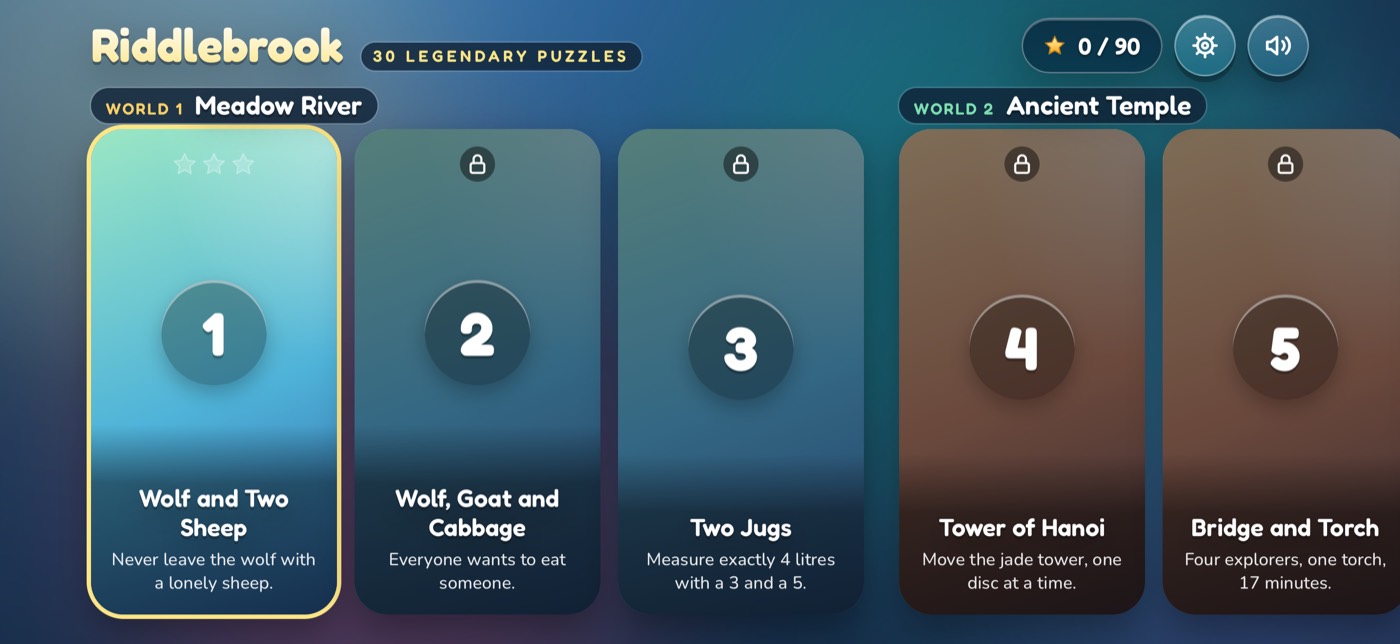 Riddlebrook
30 LEGENDARY PUZZLES
0 / 90
WORLD 1 Meadow River
WORLD 2 Ancient Temple
1
Wolf and Two
Sheep
Never leave the wolf with
a lonely sheep.
2
Wolf, Goat and
Cabbage
Everyone wants to eat
someone.
3
Two Jugs
Measure exactly 4 litres
with a 3 and a 5.
4
Tower of Hanoi
Move the jade tower, one
disc at a time.
5
Bridge and Torch
Four explorers, one torch,
17 minutes.